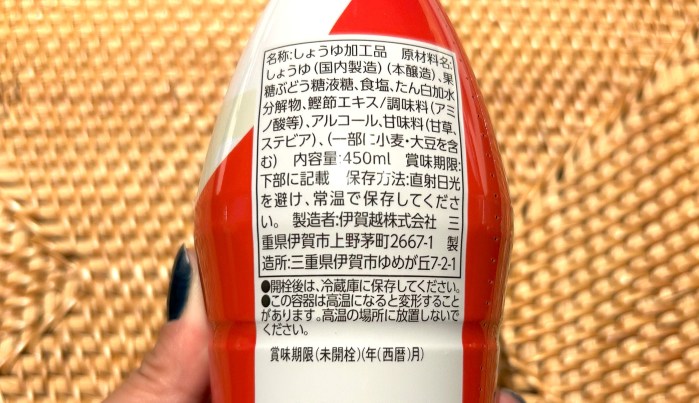 名称:しょうゆ加工品　原材料名:
しょうゆ(国内製造)(本醸造)、果
糖ぶどう糖液糖、食塩、たん白加水
分解物、鰹節エキス/調味料(アミ
ノ酸等)、アルコール、甘味料(甘草、
ステビア)、(一部に小麦・大豆を含
む)　内容量:450ml　賞味期限:
下部に記載　保存方法:直射日光
を避け、常温で保存してくださ
い。　製造者:伊賀越株式会社　三
重県伊賀市上野茅町2667-1　製
造所:三重県伊賀市ゆめが丘7-2-1
●開栓後は、冷蔵庫に保存してください。
●この容器は高温になると変形すること
があります。高温の場所に放置しないで
ください。
賞味期限(未開栓)(年(西暦)月)